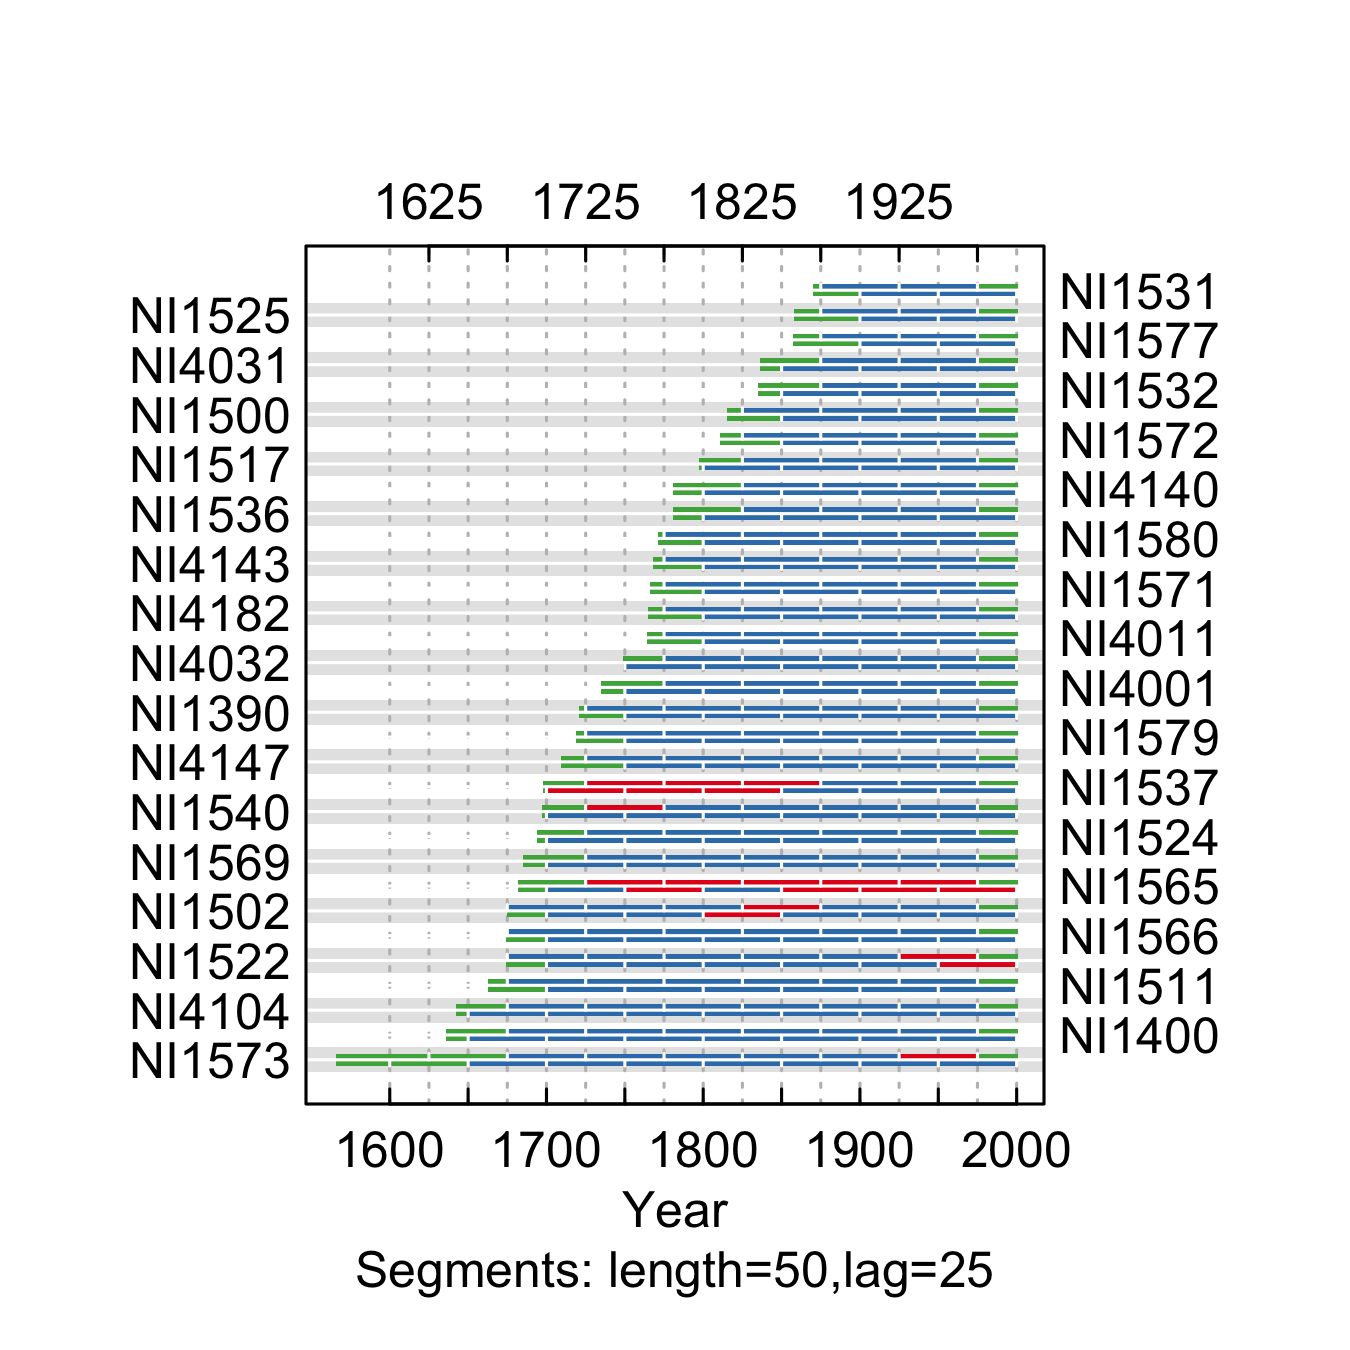 1625 1725 1825 1925
NI1531
NI1525
NI1577
NI4031
NI1532
NI1500
NI1572
NI1517
NI4140
NI1536
NI1580
NI4143
NI1571
NI4182
NI4011
NI4032
NI4001
NI1390
NI1579
NI4147
NI1537
NI1540
NI1524
NI1569
NI1565
NI1502
NI1566
NI1522
NI1511
NI4104
NI1400
NI1573
1600 1700 1800 1900 2000
Year
Segments: length=50,lag=25